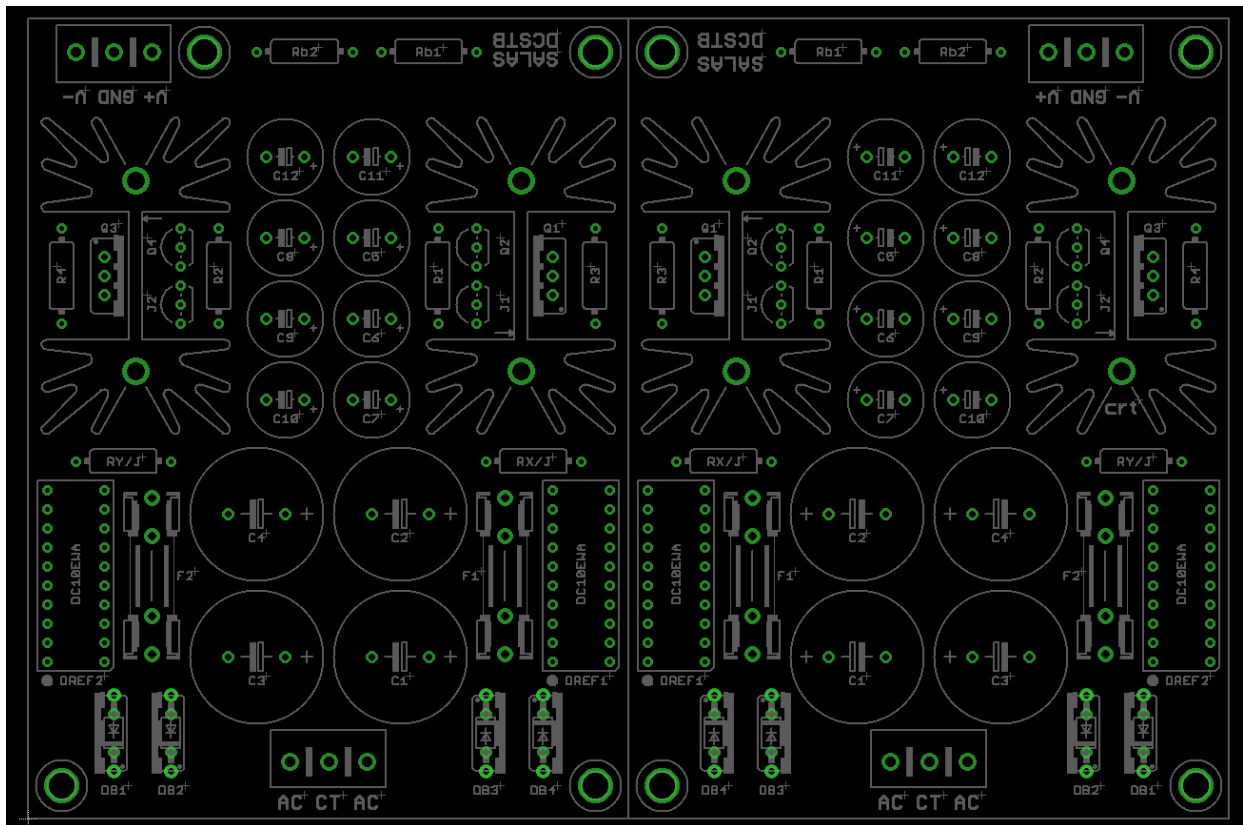 Rb2 Rb1 DCSTB SALAS DCSTB SALAS Rb1 Rb2
-V GND +V +V GND -V
C12 C11 C11 C12
Q3 Q4 R2 R4 J2
C8 C5 R1 Q2 Q1 R3 J1
Q1 Q2 R1 R3 J1
C5 C8 R2 Q4 Q3 R4 J2
C9 C6 C6 C9
C10 C7 C7 C10 crt
RY/J RX/J RX/J RY/J
C4 C2 C2 C4
DC10EWA F2 F1 DC10EWA DC10EWA F1 F2 DC10EWA
C3 C1 C1 C3
DREF2 DREF1 DREF1 DREF2
DB1 DB2 DB3 DB4 DB4 DB3 DB2 DB1
AC CT AC AC CT AC